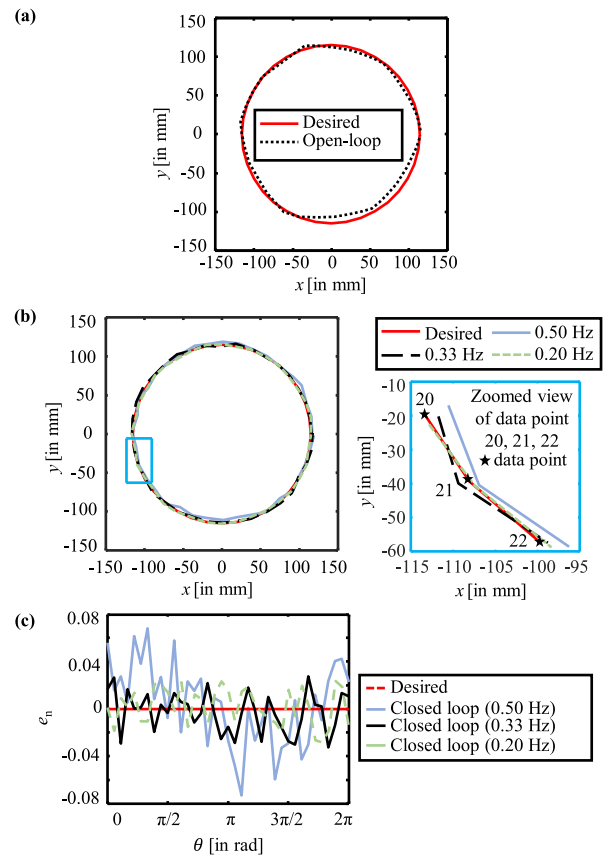 (a)
150
100
50
0
-50
-100
-150
y [in mm]
Desired
Open-loop
-150 -100 -50 0 50 100 150
x [in mm]
(b)
150
100
50
0
-50
-100
-150
y [in mm]
-150 -100 -50 0 50 100 150
x [in mm]
Desired
0.50 Hz
0.33 Hz
0.20 Hz
-10
-20
-30
-40
-50
-60
y [in mm]
20
21
22
Zoomed view
of data point
20, 21, 22
★data point
-115 -110 -105 -100 -95
x [in mm]
(c)
0.08
0.04
0
-0.04
-0.08
eₙ
0 π/2 π 3π/2 2π
θ [in rad]
Desired
Closed loop (0.50 Hz)
Closed loop (0.33 Hz)
Closed loop (0.20 Hz)